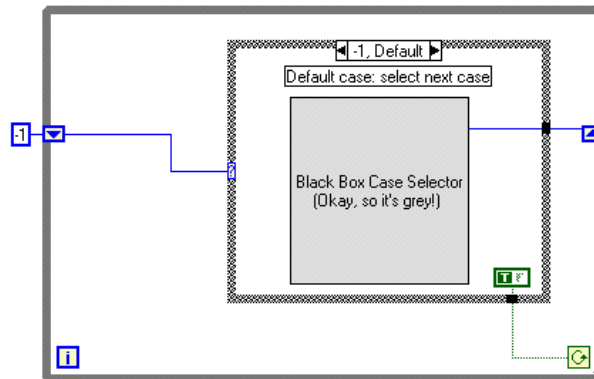 -1, Default
Default case: select next case
-1
?
Black Box Case Selector
(Okay, so it's grey!)
T F
i